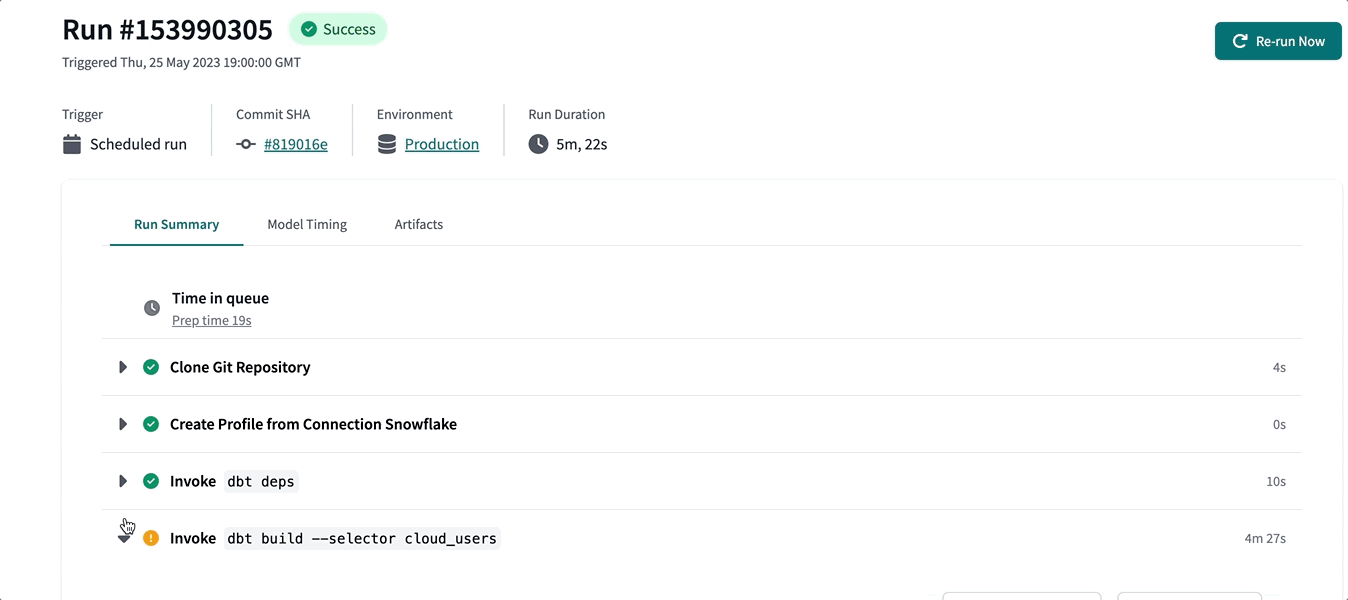 Run #153990305 Success
Re-run Now
Triggered Thu, 25 May 2023 19:00:00 GMT
Trigger Commit SHA Environment Run Duration
Scheduled run #819016e Production 5m, 22s
Run Summary Model Timing Artifacts
Time in queue
Prep time 19s
Clone Git Repository 4s
Create Profile from Connection Snowflake 0s
Invoke dbt deps 10s
Invoke dbt build --selector cloud_users 4m 27s